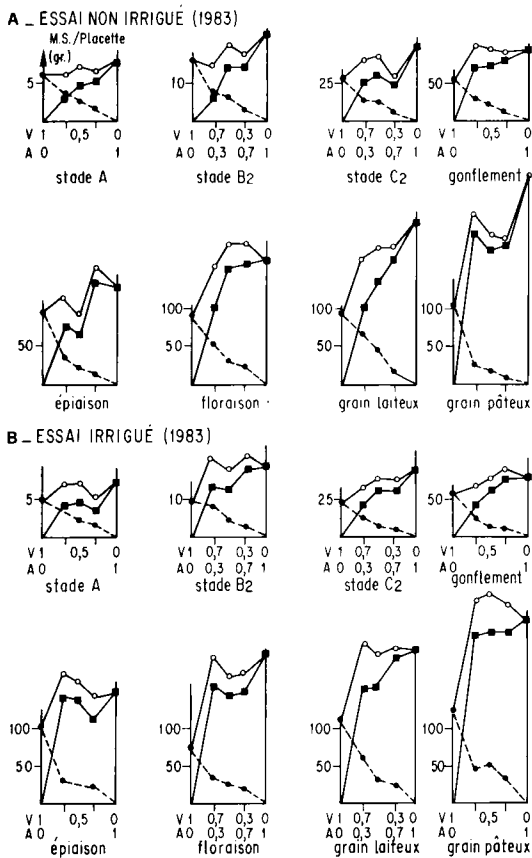 A _ ESSAI NON IRRIGUÉ (1983)
M.S./Placette
(gr.)
5
10
25
50
V 1 0,5 0
A 0 1
1 0,7 0,3 0
0 0,3 0,7 1
1 0,7 0,3 0
0 0,3 0,7 1
1 0,5 0
0 1
stade A
stade B2
stade C2
gonflement
50
100
50
100
50
100
50
épiaison
floraison
grain laiteux
grain pâteux
B _ ESSAI IRRIGUÉ (1983)
5
10
25
50
V 1 0,5 0
A 0 1
1 0,7 0,3 0
0 0,3 0,7 1
1 0,7 0,3 0
0 0,3 0,7 1
1 0,5 0
0 1
stade A
stade B2
stade C2
gonflement
100
50
100
50
100
50
100
50
V 1 0,5 0
A 0 1
1 0,7 0,3 0
0 0,3 0,7 1
1 0,7 0,3 0
0 0,3 0,7 1
1 0,5 0
0 1
épiaison
floraison
grain laiteux
grain pâteux